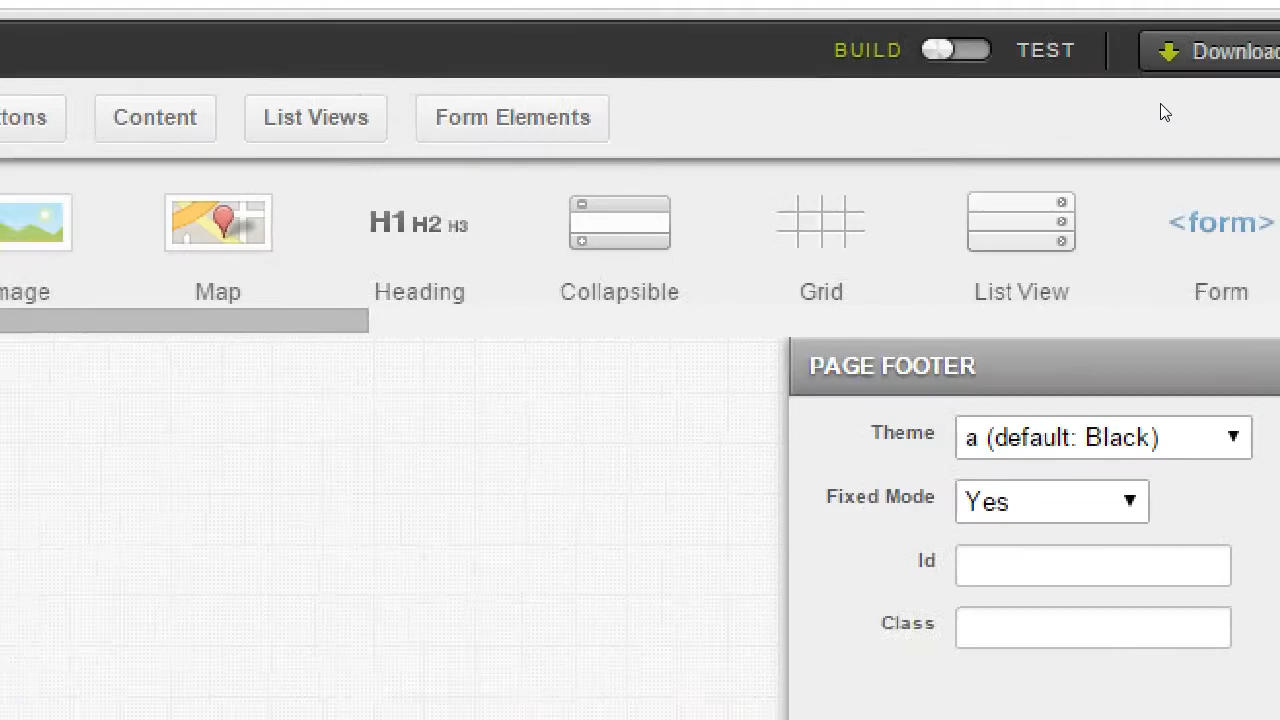 BUILD TEST Download
ttons Content List Views Form Elements
H1 H2 H3 <form>
mage Map Heading Collapsible Grid List View Form
PAGE FOOTER
Theme a (default: Black)
Fixed Mode Yes
Id
Class